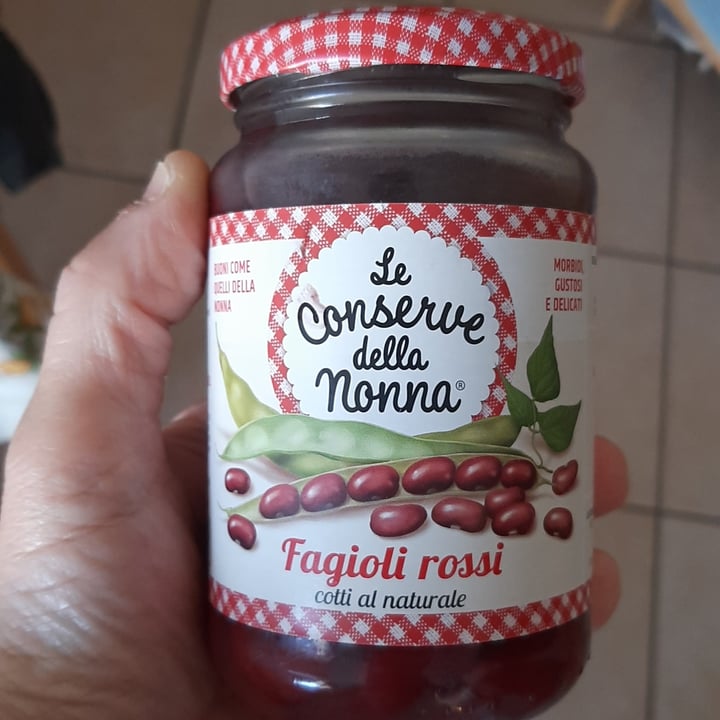 BUONI COME
QUELLI DELLA
NONNA
Le
Conserve
della
Nonna®
MORBIDI,
GUSTOSI
E DELICATI
Fagioli rossi
cotti al naturale